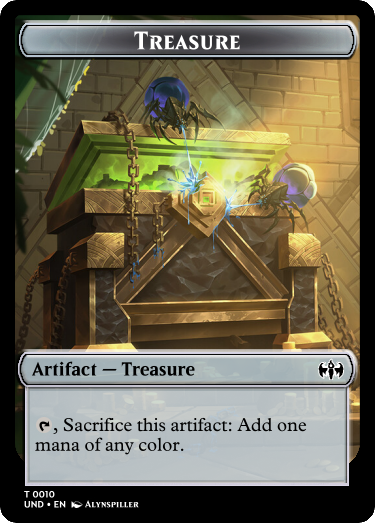 Treasure
Artifact — Treasure
, Sacrifice this artifact: Add one
mana of any color.
T 0010
UND • EN Alynspiller